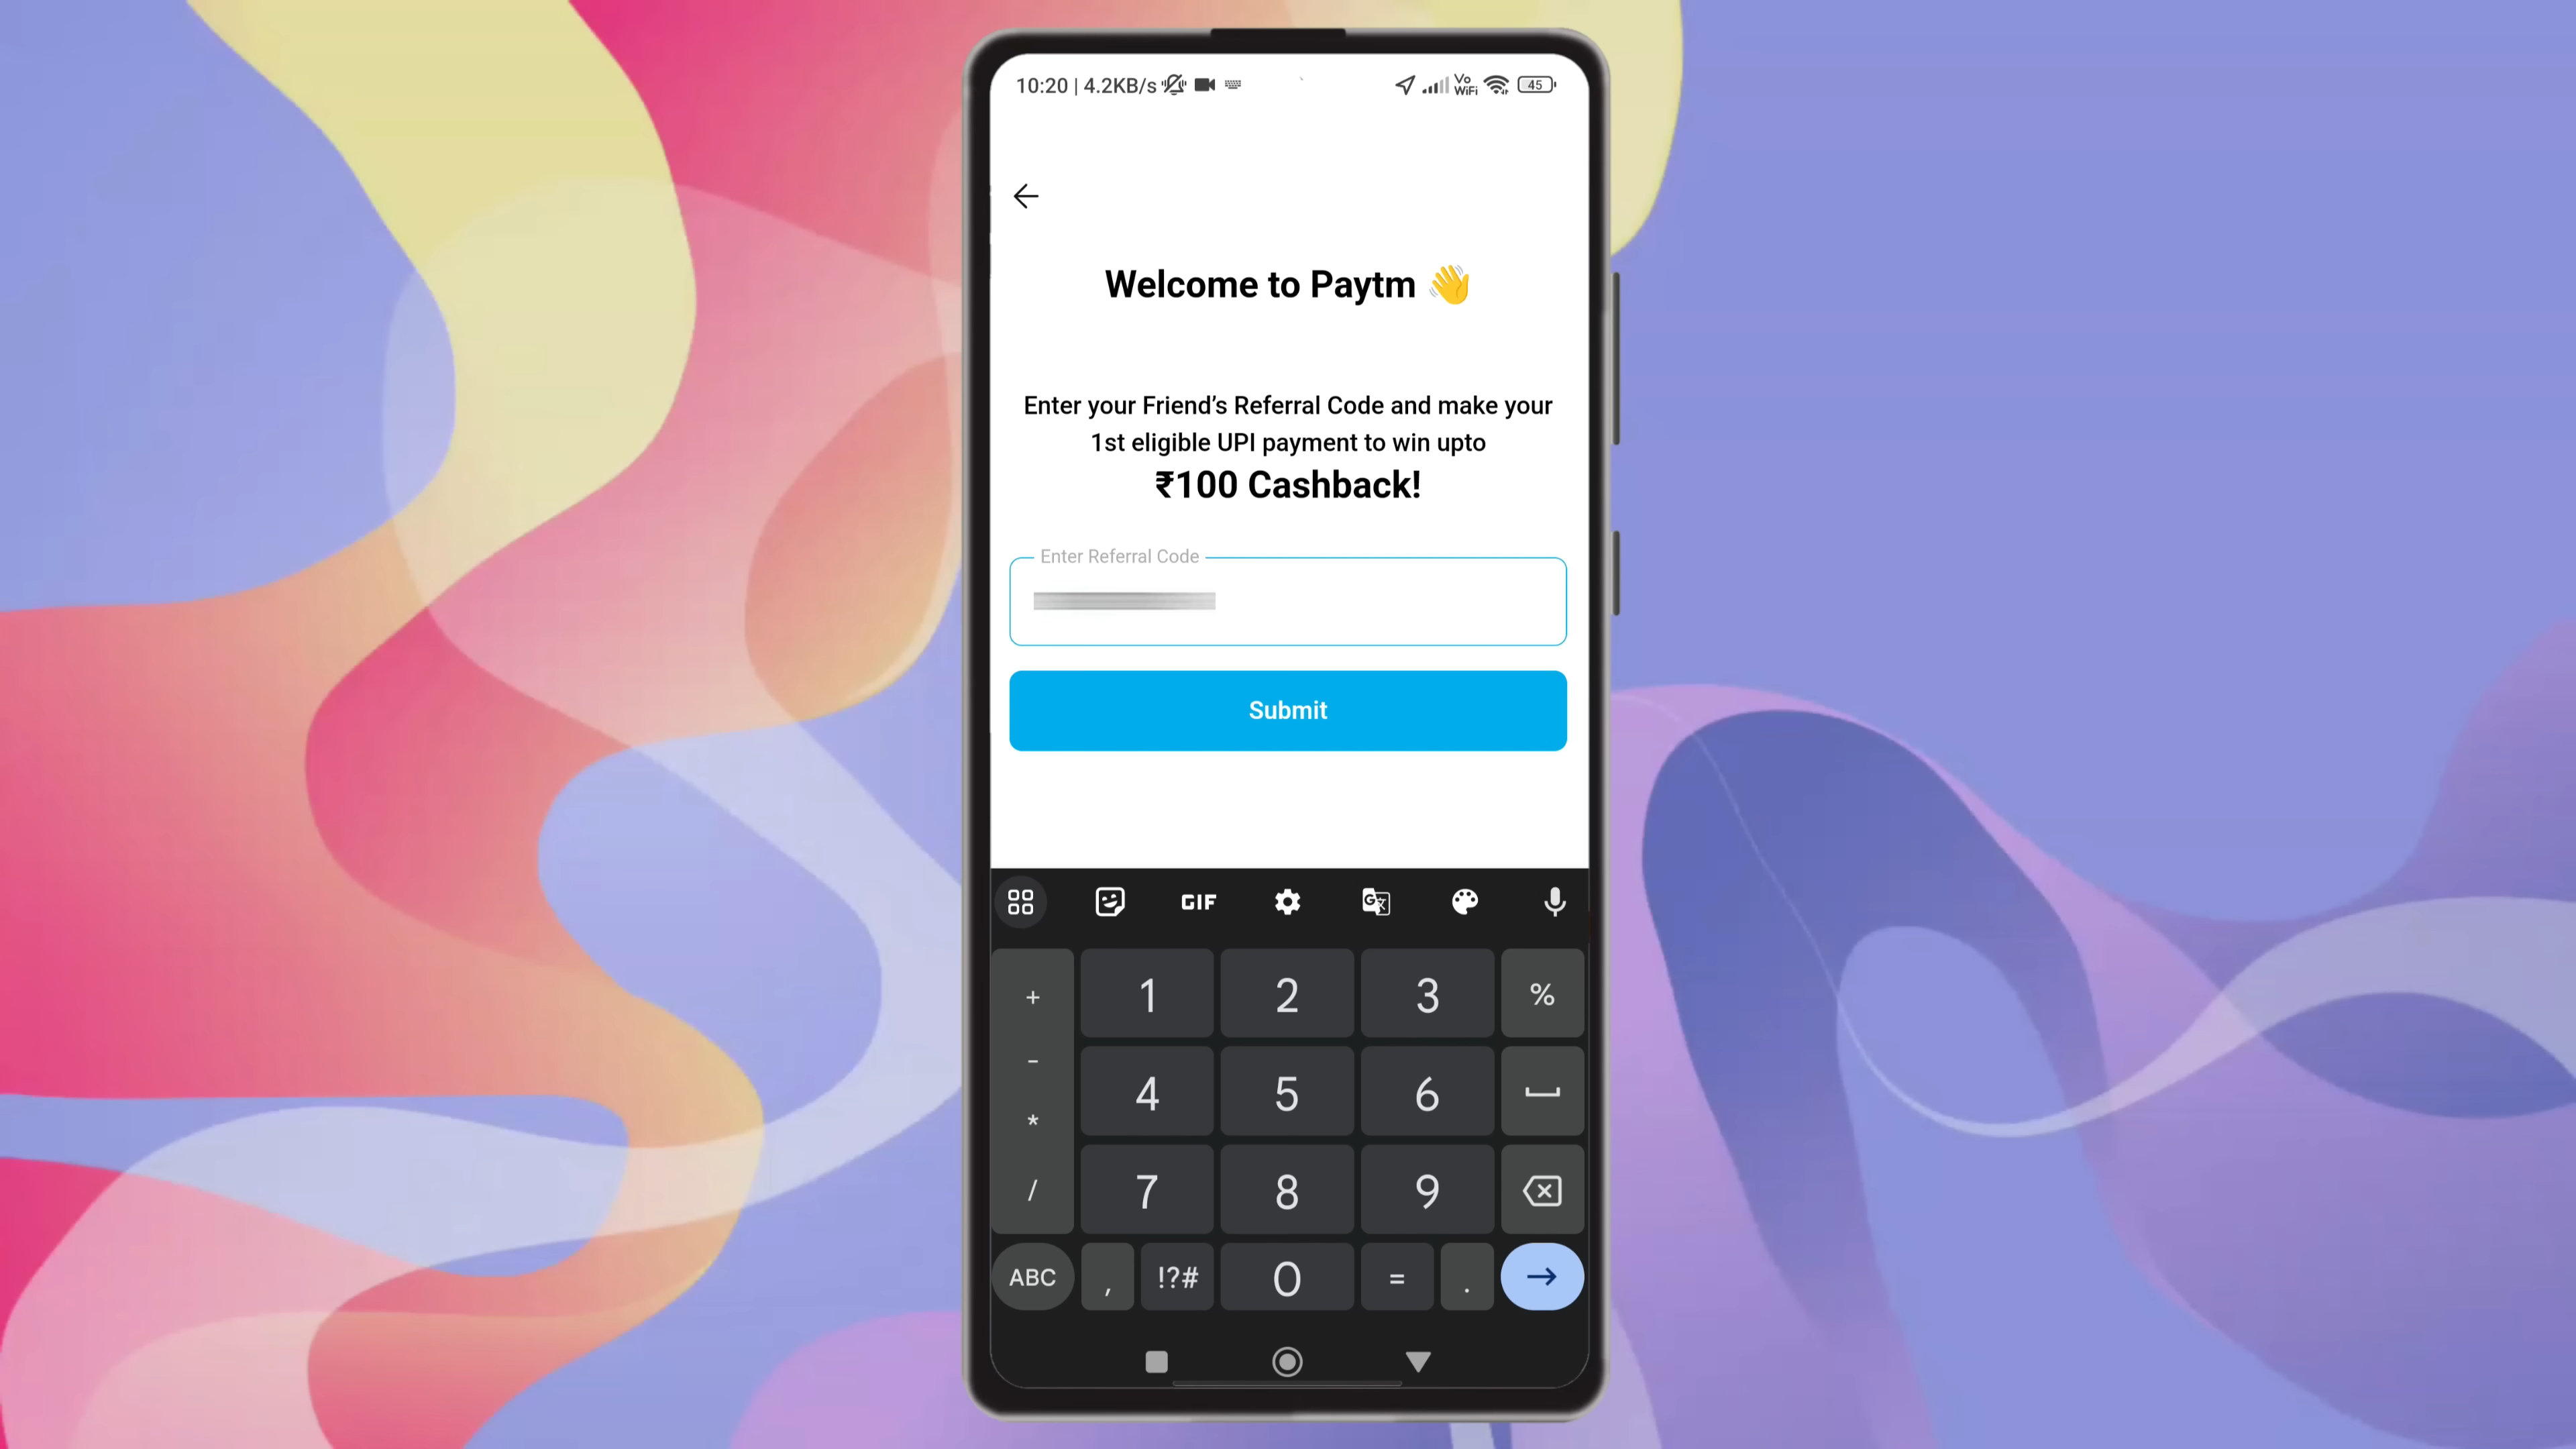 10:20 | 4.2KB/s Vo WiFi 45
Welcome to Paytm 👋
Enter your Friend’s Referral Code and make your
1st eligible UPI payment to win upto
₹100 Cashback!
Enter Referral Code
Submit
GIF
+ 1 2 3 %
- 4 5 6
*
/ 7 8 9
ABC , !?# 0 = .